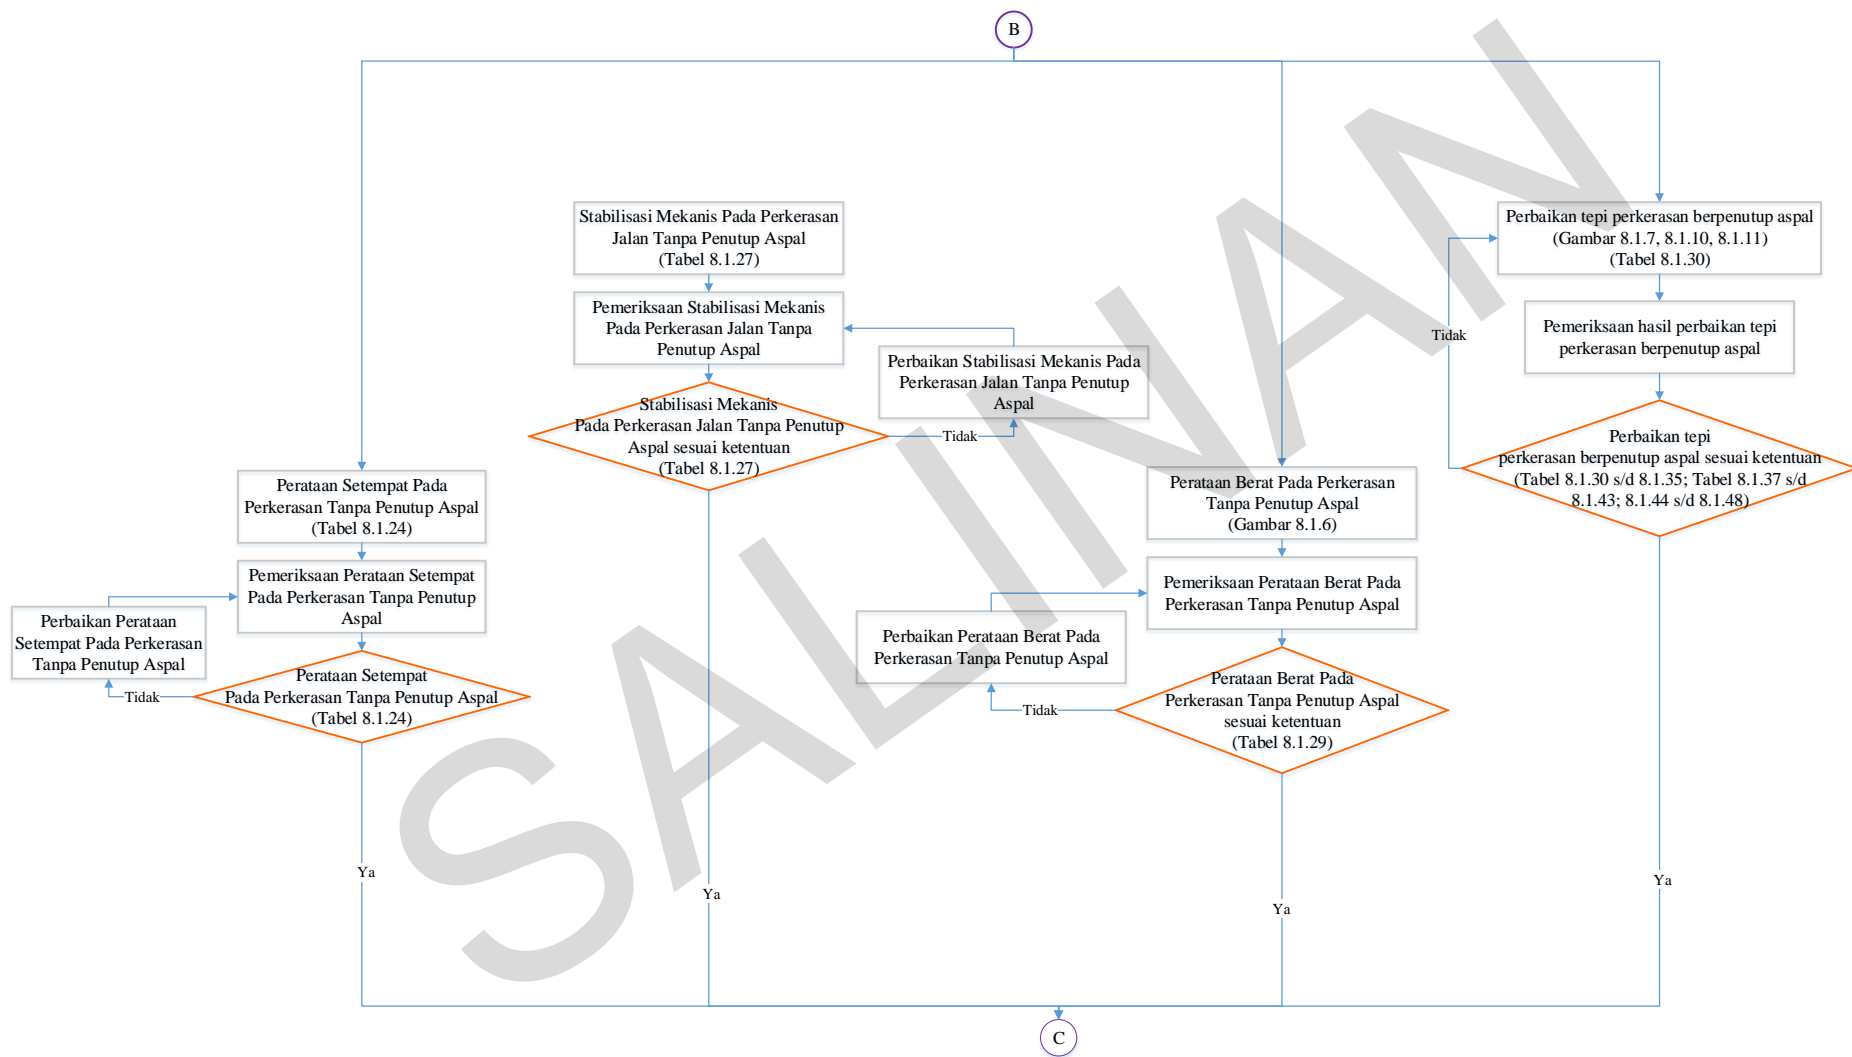 B
Stabilisasi Mekanis Pada Perkerasan
Jalan Tanpa Penutup Aspal
(Tabel 8.1.27)
Pemeriksaan Stabilisasi Mekanis
Pada Perkerasan Jalan Tanpa
Penutup Aspal
Perbaikan Stabilisasi Mekanis Pada
Perkerasan Jalan Tanpa Penutup
Aspal
Stabilisasi Mekanis
Pada Perkerasan Jalan Tanpa Penutup
Aspal sesuai ketentuan
(Tabel 8.1.27)
Tidak
Perbaikan tepi perkerasan berpenutup aspal
(Gambar 8.1.7, 8.1.10, 8.1.11)
(Tabel 8.1.30)
Tidak
Pemeriksaan hasil perbaikan tepi
perkerasan berpenutup aspal
Perbaikan tepi
perkerasan berpenutup aspal sesuai ketentuan
(Tabel 8.1.30 s/d 8.1.35; Tabel 8.1.37 s/d
8.1.43; 8.1.44 s/d 8.1.48)
Perataan Setempat Pada
Perkerasan Tanpa Penutup Aspal
(Tabel 8.1.24)
Pemeriksaan Perataan Setempat
Pada Perkerasan Tanpa Penutup
Aspal
Perbaikan Perataan
Setempat Pada Perkerasan
Tanpa Penutup Aspal
Tidak
Perataan Setempat
Pada Perkerasan Tanpa Penutup Aspal
(Tabel 8.1.24)
Perataan Berat Pada Perkerasan
Tanpa Penutup Aspal
(Gambar 8.1.6)
Pemeriksaan Perataan Berat Pada
Perkerasan Tanpa Penutup Aspal
Perbaikan Perataan Berat Pada
Perkerasan Tanpa Penutup Aspal
Tidak
Perataan Berat Pada
Perkerasan Tanpa Penutup Aspal
sesuai ketentuan
(Tabel 8.1.29)
Ya
Ya
Ya
Ya
C
SALINAN